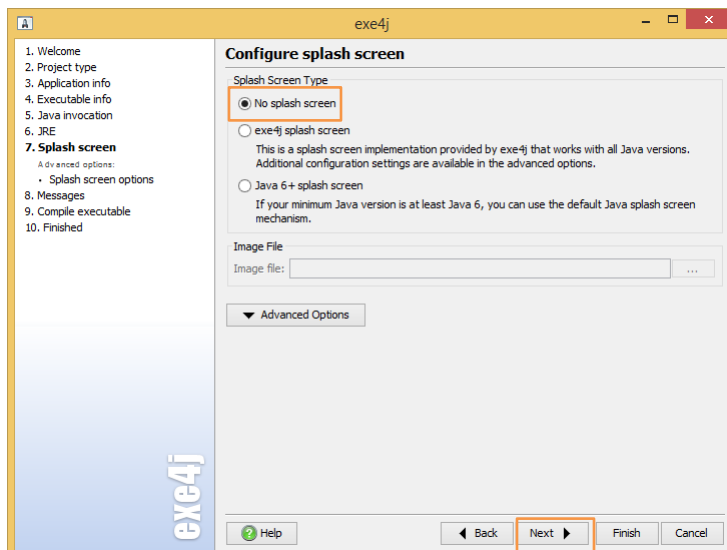 exe4j
1. Welcome
2. Project type
3. Application info
4. Executable info
5. Java invocation
6. JRE
7. Splash screen
Advanced options:
• Splash screen options
8. Messages
9. Compile executable
10. Finished
exe4j
Configure splash screen
Splash Screen Type
No splash screen
exe4j splash screen
This is a splash screen implementation provided by exe4j that works with all Java versions.
Additional configuration settings are available in the advanced options.
Java 6+ splash screen
If your minimum Java version is at least Java 6, you can use the default Java splash screen
mechanism.
Image File
Image file:
...
Advanced Options
Help
Back
Next
Finish
Cancel